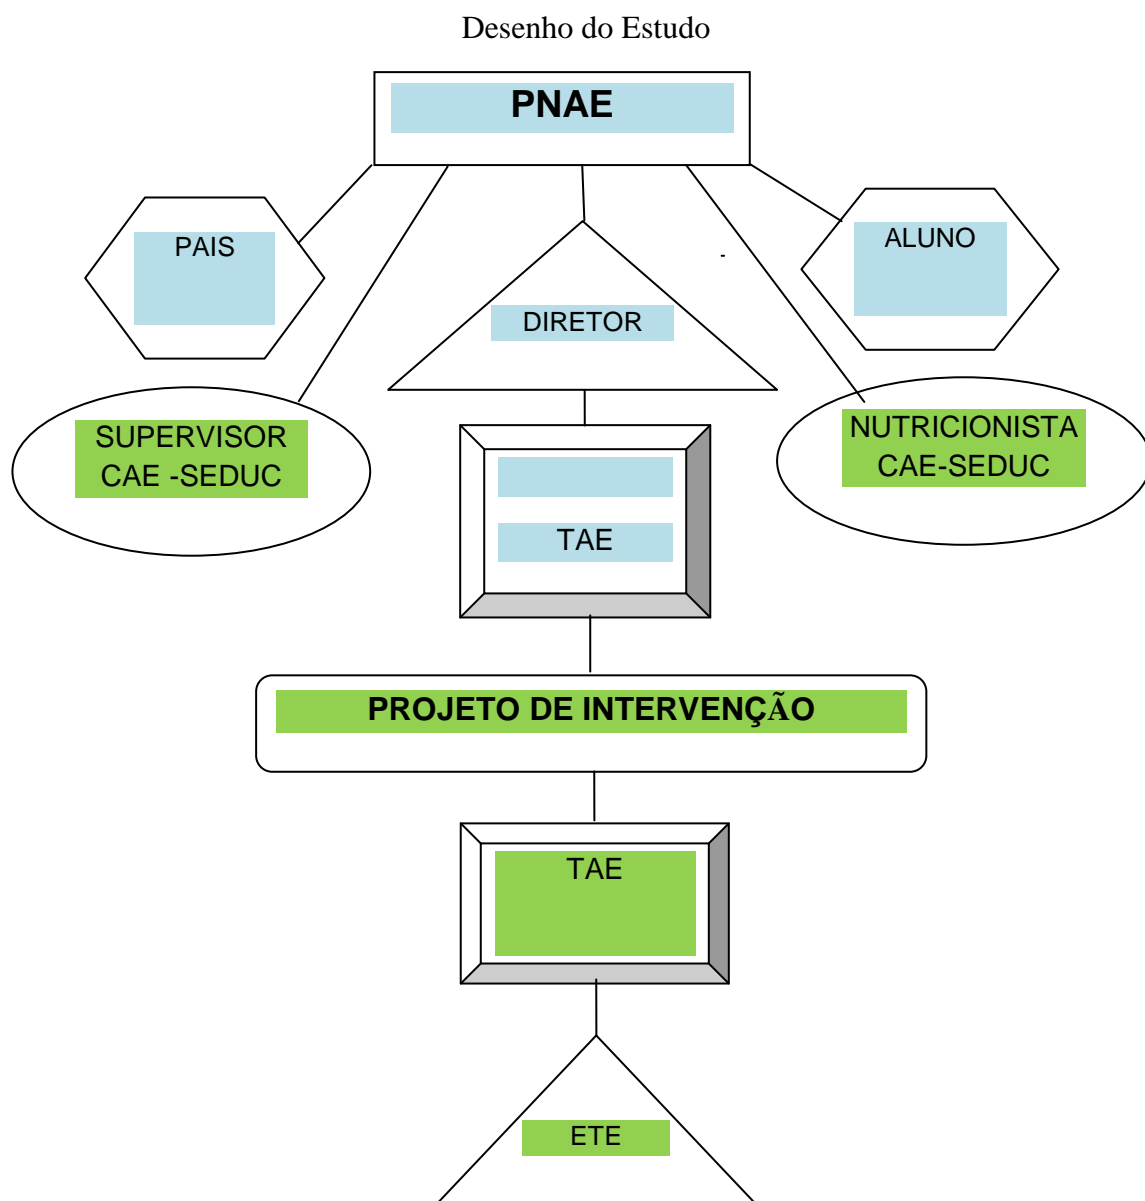 Desenho do Estudo
PNAE
PAIS
ALUNO
DIRETOR
SUPERVISOR
CAE -SEDUC
NUTRICIONISTA
CAE-SEDUC
TAE
PROJETO DE INTERVENÇÃO
TAE
ETE